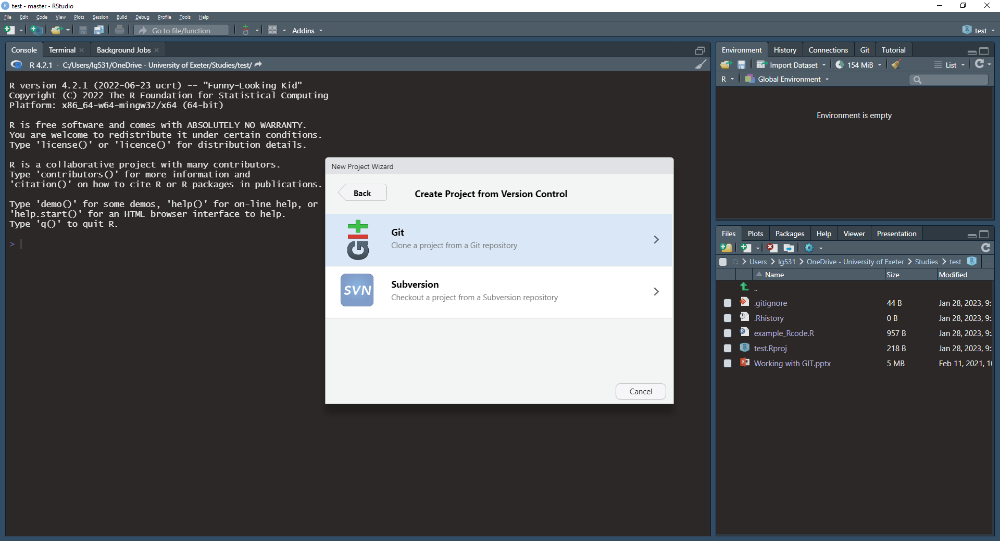 test - master - RStudio
File Edit Code View Plots Session Build Debug Profile Tools Help
Go to file/function Addins test
Console Terminal Background Jobs
R 4.2.1 · C:/Users/lg531/OneDrive - University of Exeter/Studies/test/
R version 4.2.1 (2022-06-23 ucrt) -- "Funny-Looking Kid"
Copyright (C) 2022 The R Foundation for Statistical Computing
Platform: x86_64-w64-mingw32/x64 (64-bit)
R is free software and comes with ABSOLUTELY NO WARRANTY.
You are welcome to redistribute it under certain conditions.
Type 'license()' or 'licence()' for distribution details.
R is a collaborative project with many contributors.
Type 'contributors()' for more information and
'citation()' on how to cite R or R packages in publications.
Type 'demo()' for some demos, 'help()' for on-line help, or
'help.start()' for an HTML browser interface to help.
Type 'q()' to quit R.
>
New Project Wizard
Back
Create Project from Version Control
git
Git
Clone a project from a Git repository
SVN
Subversion
Checkout a project from a Subversion repository
Cancel
Environment History Connections Git Tutorial
Import Dataset 154 MiB List
R Global Environment
Environment is empty
Files Plots Packages Help Viewer Presentation
C: > Users > lg531 > OneDrive - University of Exeter > Studies > test ...
Name Size Modified
..
.gitignore 44 B Jan 28, 2023, 9:
.Rhistory 0 B Jan 28, 2023, 9:
example_Rcode.R 957 B Jan 28, 2023, 9:
test.Rproj 218 B Jan 28, 2023, 9:
Working with GIT.pptx 5 MB Feb 11, 2021, 10